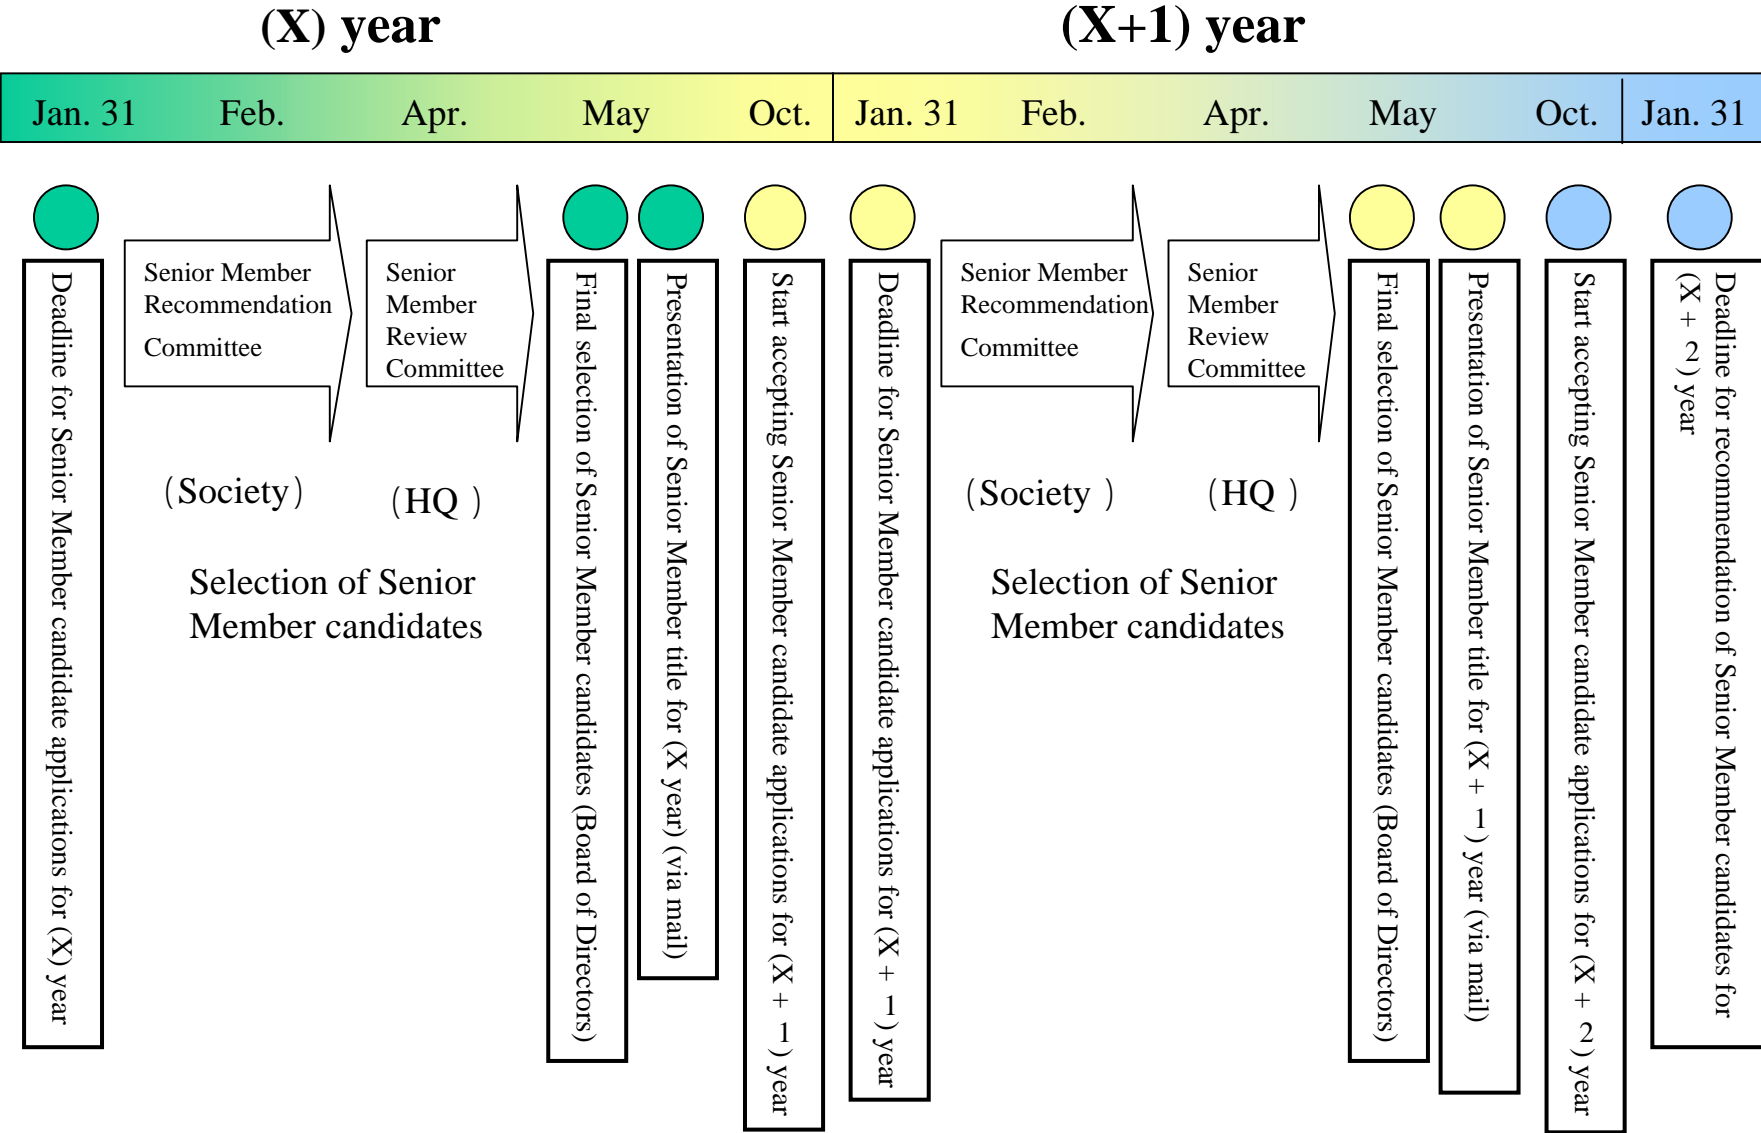 (X) year
(X+1) year
Jan. 31
Feb.
Apr.
May
Oct.
Jan. 31
Feb.
Apr.
May
Oct.
Jan. 31
Deadline for Senior Member candidate applications for (X) year
Senior Member
Recommendation
Committee
(Society)
Senior
Member
Review
Committee
(HQ )
Selection of Senior
Member candidates
Final selection of Senior Member candidates (Board of Directors)
Presentation of Senior Member title for (X year) (via mail)
Start accepting Senior Member candidate applications for (X + 1) year
Deadline for Senior Member candidate applications for (X + 1) year
Senior Member
Recommendation
Committee
(Society )
Senior
Member
Review
Committee
(HQ )
Selection of Senior
Member candidates
Final selection of Senior Member candidates (Board of Directors)
Presentation of Senior Member title for (X + 1) year (via mail)
Start accepting Senior Member candidate applications for (X + 2) year
Deadline for recommendation of Senior Member candidates for
(X + 2) year